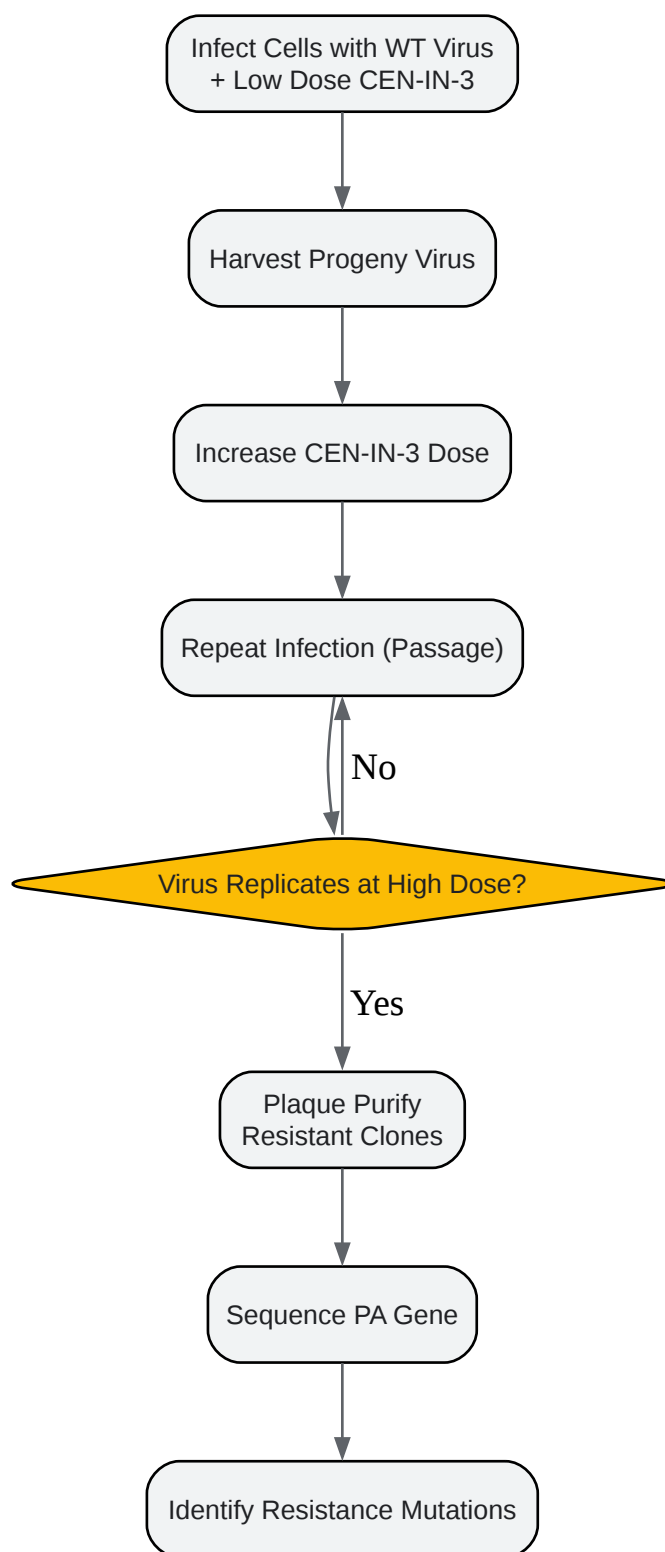 Infect Cells with WT Virus
+ Low Dose CEN-IN-3
Harvest Progeny Virus
Increase CEN-IN-3 Dose
Repeat Infection (Passage)
No
Virus Replicates at High Dose?
Yes
Plaque Purify
Resistant Clones
Sequence PA Gene
Identify Resistance Mutations